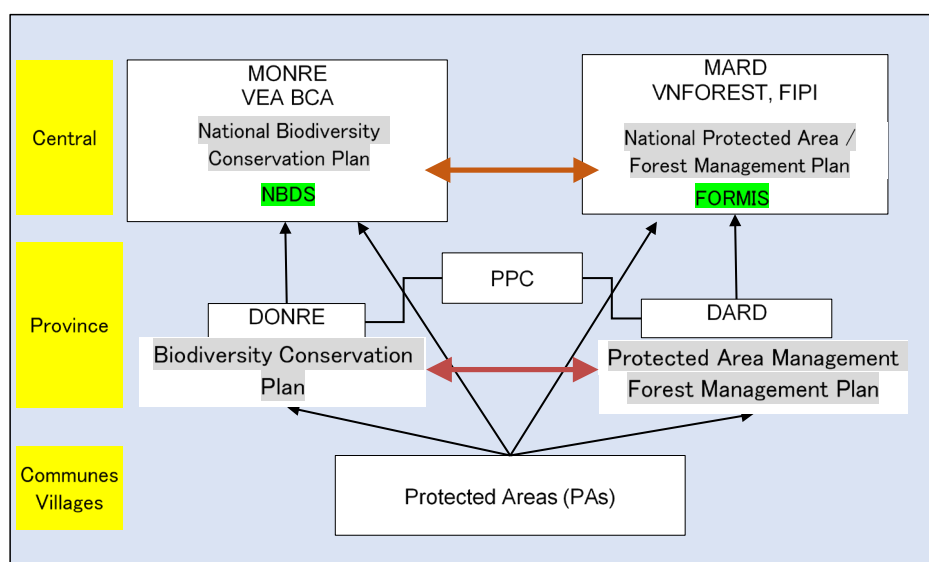 Central
MONRE
VEA BCA
National Biodiversity
Conservation Plan
NBDS
MARD
VNFOREST, FIPI
National Protected Area /
Forest Management Plan
FORMIS
Province
PPC
DONRE
Biodiversity Conservation
Plan
DARD
Protected Area Management
Forest Management Plan
Communes
Villages
Protected Areas (PAs)